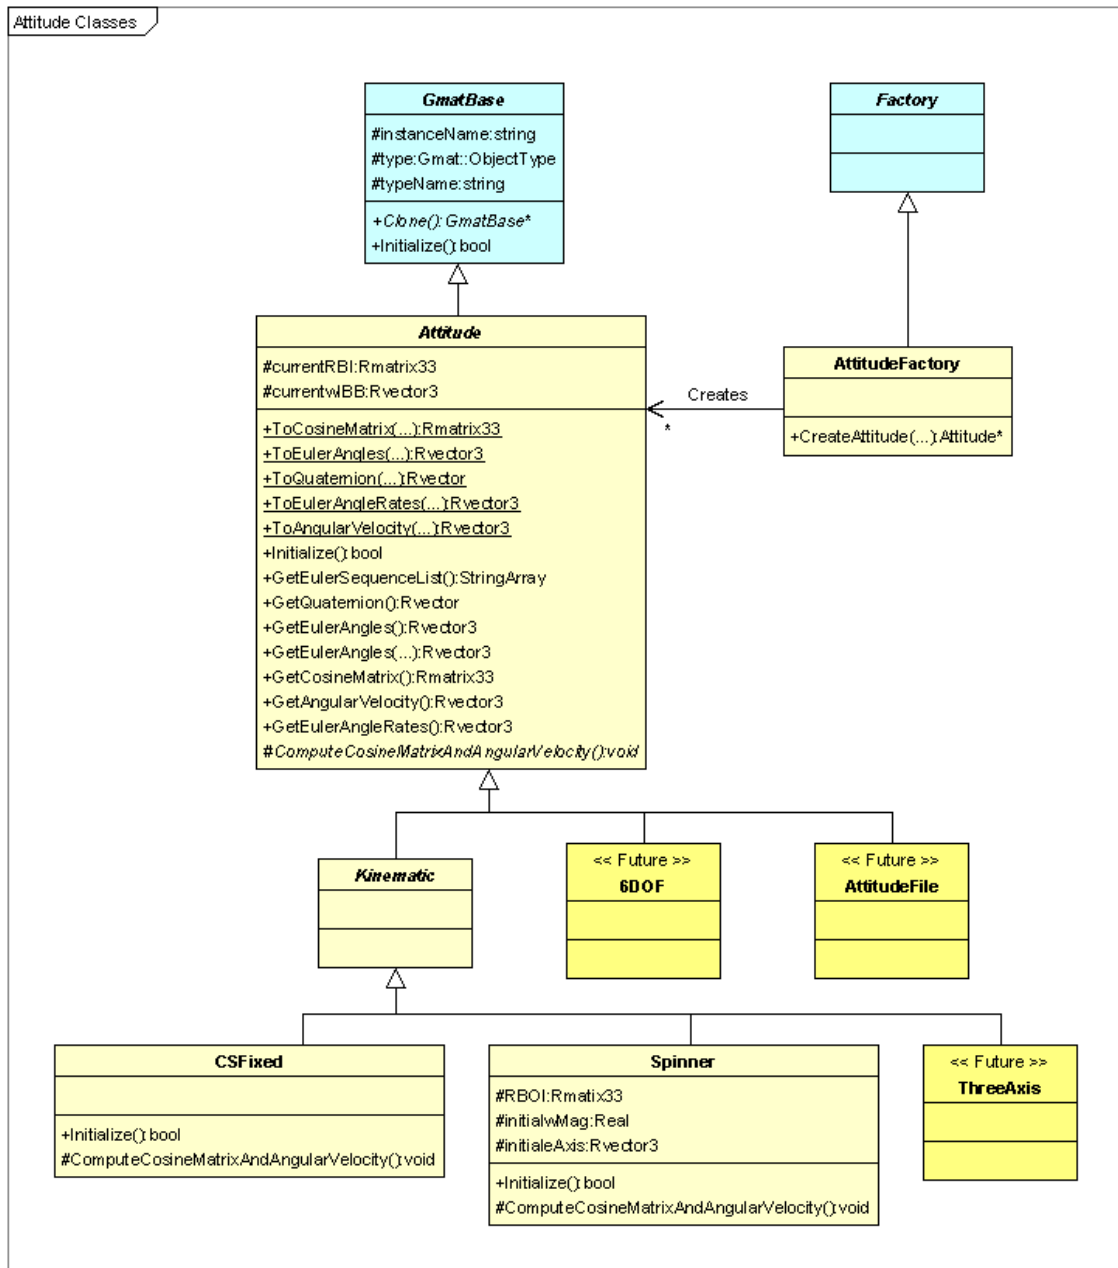 Attitude Classes
GmatBase
#instanceName:string
#type:Gmat::ObjectType
#typeName:string
+Clone():GmatBase*
+Initialize():bool
Factory
Attitude
#currentRBI:Rmatrix33
#currentwIBB:Rvector3
+ToCosineMatrix(...):Rmatrix33
+ToEulerAngles(...):Rvector3
+ToQuaternion(...):Rvector
+ToEulerAngleRates(...):Rvector3
+ToAngularVelocity(...):Rvector3
+Initialize():bool
+GetEulerSequenceList():StringArray
+GetQuaternion():Rvector
+GetEulerAngles():Rvector3
+GetEulerAngles(...):Rvector3
+GetCosineMatrix():Rmatrix33
+GetAngularVelocity():Rvector3
+GetEulerAngleRates():Rvector3
#ComputeCosineMatrixAndAngularVelocity():void
Creates
*
AttitudeFactory
+CreateAttitude(...):Attitude*
Kinematic
<< Future >>
6DOF
<< Future >>
AttitudeFile
CSFixed
+Initialize():bool
#ComputeCosineMatrixAndAngularVelocity():void
Spinner
#RBOI:Rmatix33
#initialwMag:Real
#initialeAxis:Rvector3
+Initialize():bool
#ComputeCosineMatrixAndAngularVelocity():void
<< Future >>
ThreeAxis